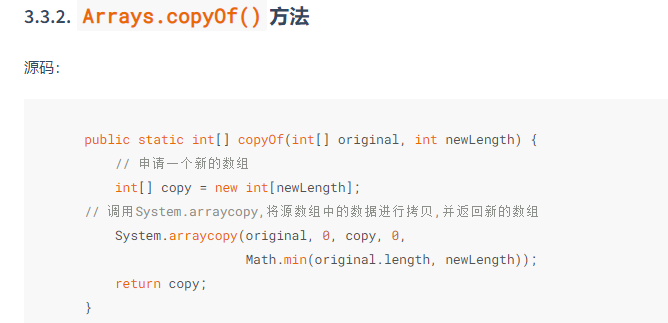 3.3.2. Arrays.copyOf() 方法
源码：
public static int[] copyOf(int[] original, int newLength) {
// 申请一个新的数组
int[] copy = new int[newLength];
// 调用System.arraycopy,将源数组中的数据进行拷贝,并返回新的数组
System.arraycopy(original, 0, copy, 0,
Math.min(original.length, newLength));
return copy;
}